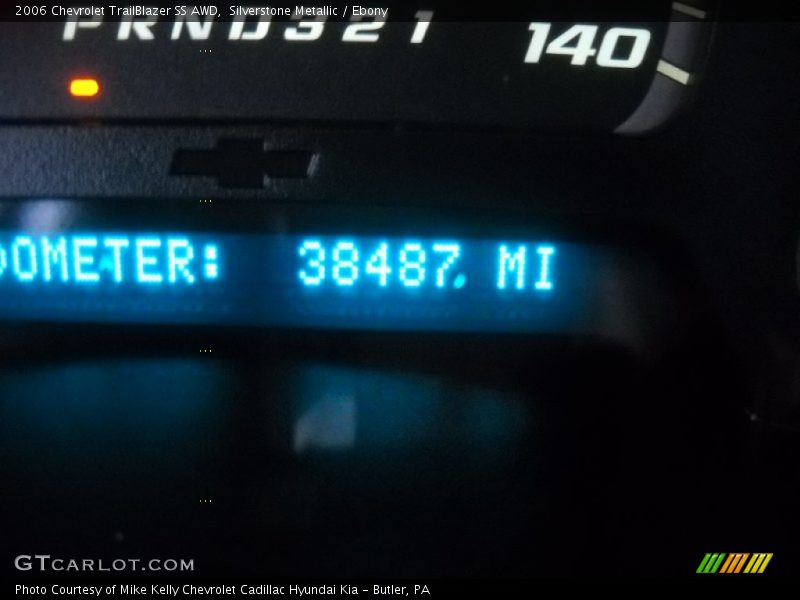 2006 Chevrolet TrailBlazer SS AWD, Silverstone Metallic / Ebony
PRND321
140
ODOMETER: 38487 MI
GTCARLOT.COM
Photo Courtesy of Mike Kelly Chevrolet Cadillac Hyundai Kia - Butler, PA